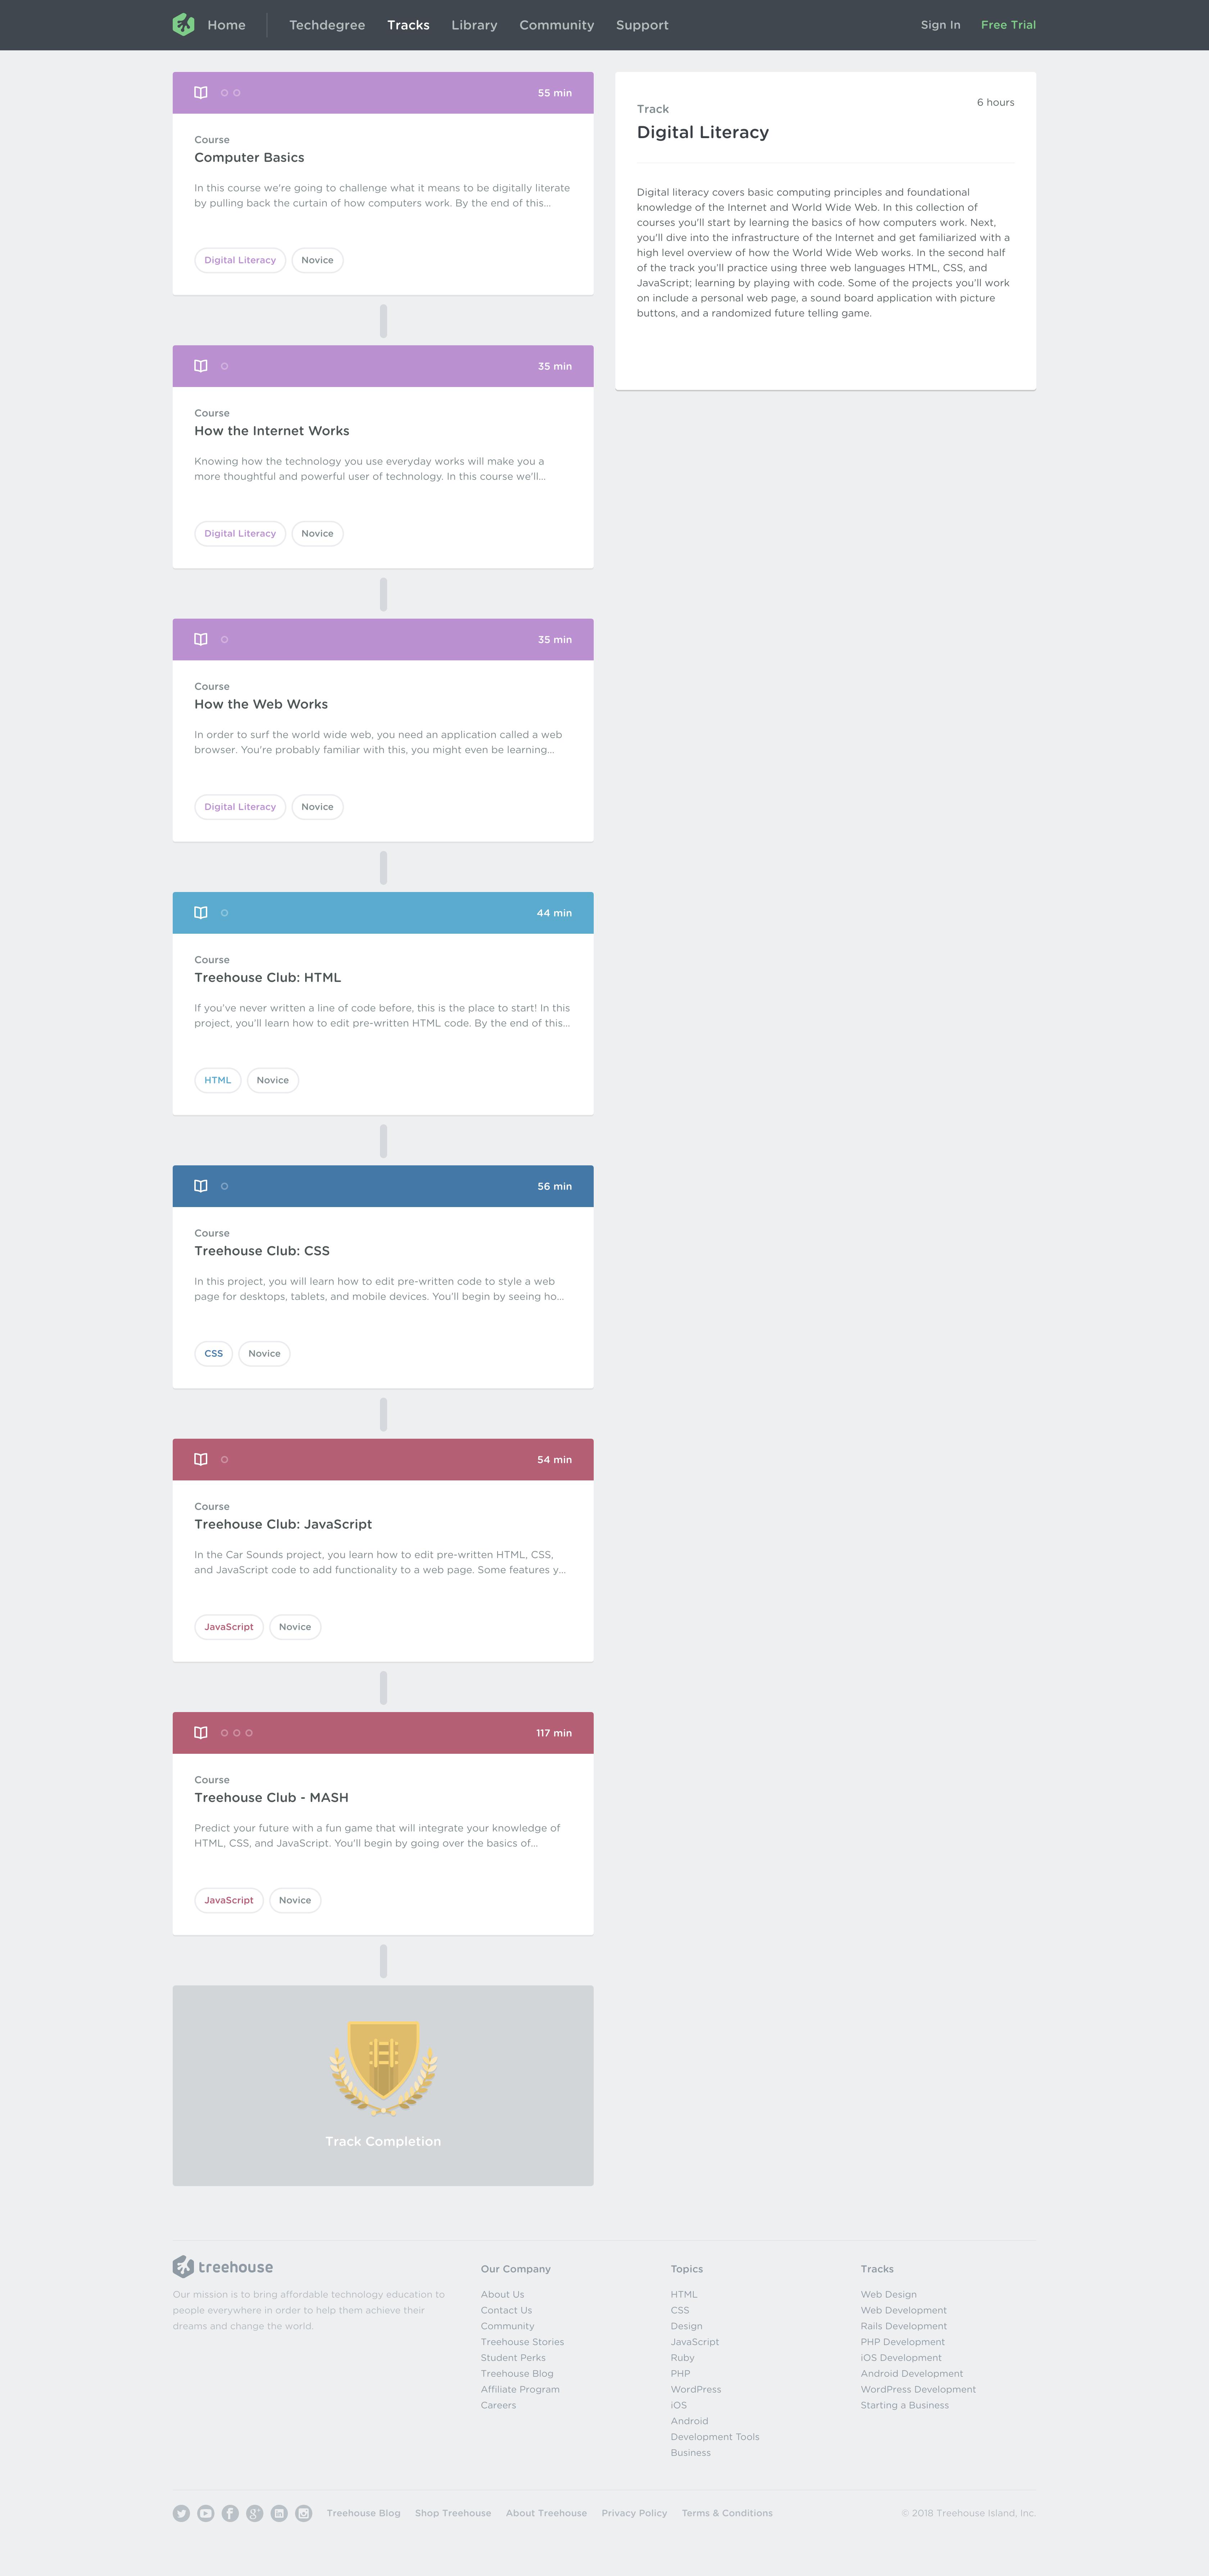 Home
Techdegree
Tracks
Library
Community
Support
Sign In
Free Trial
55 min
Course
Computer Basics
In this course we're going to challenge what it means to be digitally literate
by pulling back the curtain of how computers work. By the end of this...
Digital Literacy
Novice
35 min
Course
How the Internet Works
Knowing how the technology you use everyday works will make you a
more thoughtful and powerful user of technology. In this course we'll...
Digital Literacy
Novice
35 min
Course
How the Web Works
In order to surf the world wide web, you need an application called a web
browser. You're probably familiar with this, you might even be learning...
Digital Literacy
Novice
44 min
Course
Treehouse Club: HTML
If you've never written a line of code before, this is the place to start! In this
project, you'll learn how to edit pre-written HTML code. By the end of this...
HTML
Novice
56 min
Course
Treehouse Club: CSS
In this project, you will learn how to edit pre-written code to style a web
page for desktops, tablets, and mobile devices. You'll begin by seeing ho...
CSS
Novice
54 min
Course
Treehouse Club: JavaScript
In the Car Sounds project, you learn how to edit pre-written HTML, CSS,
and JavaScript code to add functionality to a web page. Some features y...
JavaScript
Novice
117 min
Course
Treehouse Club - MASH
Predict your future with a fun game that will integrate your knowledge of
HTML, CSS, and JavaScript. You'll begin by going over the basics of...
JavaScript
Novice
Track Completion
Track
6 hours
Digital Literacy
Digital literacy covers basic computing principles and foundational
knowledge of the Internet and World Wide Web. In this collection of
courses you'll start by learning the basics of how computers work. Next,
you'll dive into the infrastructure of the Internet and get familiarized with a
high level overview of how the World Wide Web works. In the second half
of the track you'll practice using three web languages HTML, CSS, and
JavaScript; learning by playing with code. Some of the projects you'll work
on include a personal web page, a sound board application with picture
buttons, and a randomized future telling game.
treehouse
Our mission is to bring affordable technology education to
people everywhere in order to help them achieve their
dreams and change the world.
Our Company
About Us
Contact Us
Community
Treehouse Stories
Student Perks
Treehouse Blog
Affiliate Program
Careers
Topics
HTML
CSS
Design
JavaScript
Ruby
PHP
WordPress
iOS
Android
Development Tools
Business
Tracks
Web Design
Web Development
Rails Development
PHP Development
iOS Development
Android Development
WordPress Development
Starting a Business
Treehouse Blog
Shop Treehouse
About Treehouse
Privacy Policy
Terms & Conditions
© 2018 Treehouse Island, Inc.